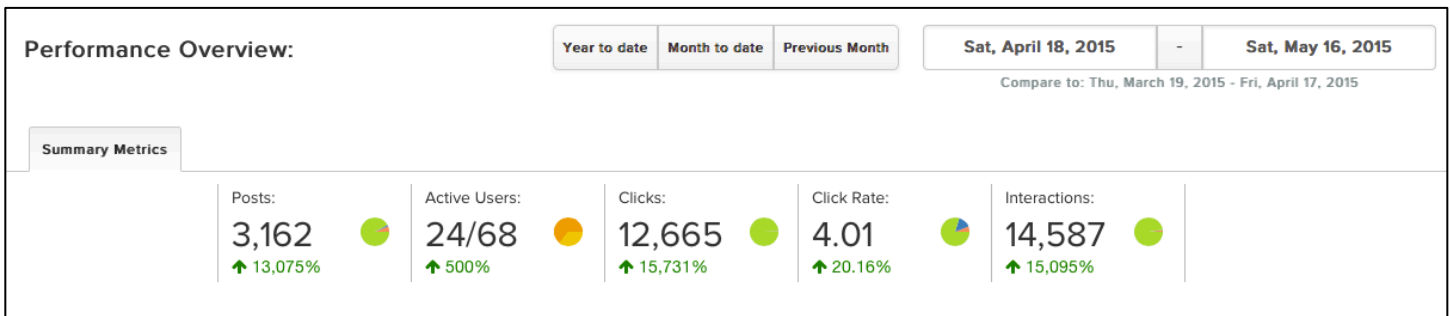 Performance Overview:
Year to date Month to date Previous Month
Sat, April 18, 2015 - Sat, May 16, 2015
Compare to: Thu, March 19, 2015 - Fri, April 17, 2015
Summary Metrics
Posts:
3,162
13,075%
Active Users:
24/68
500%
Clicks:
12,665
15,731%
Click Rate:
4.01
20.16%
Interactions:
14,587
15,095%